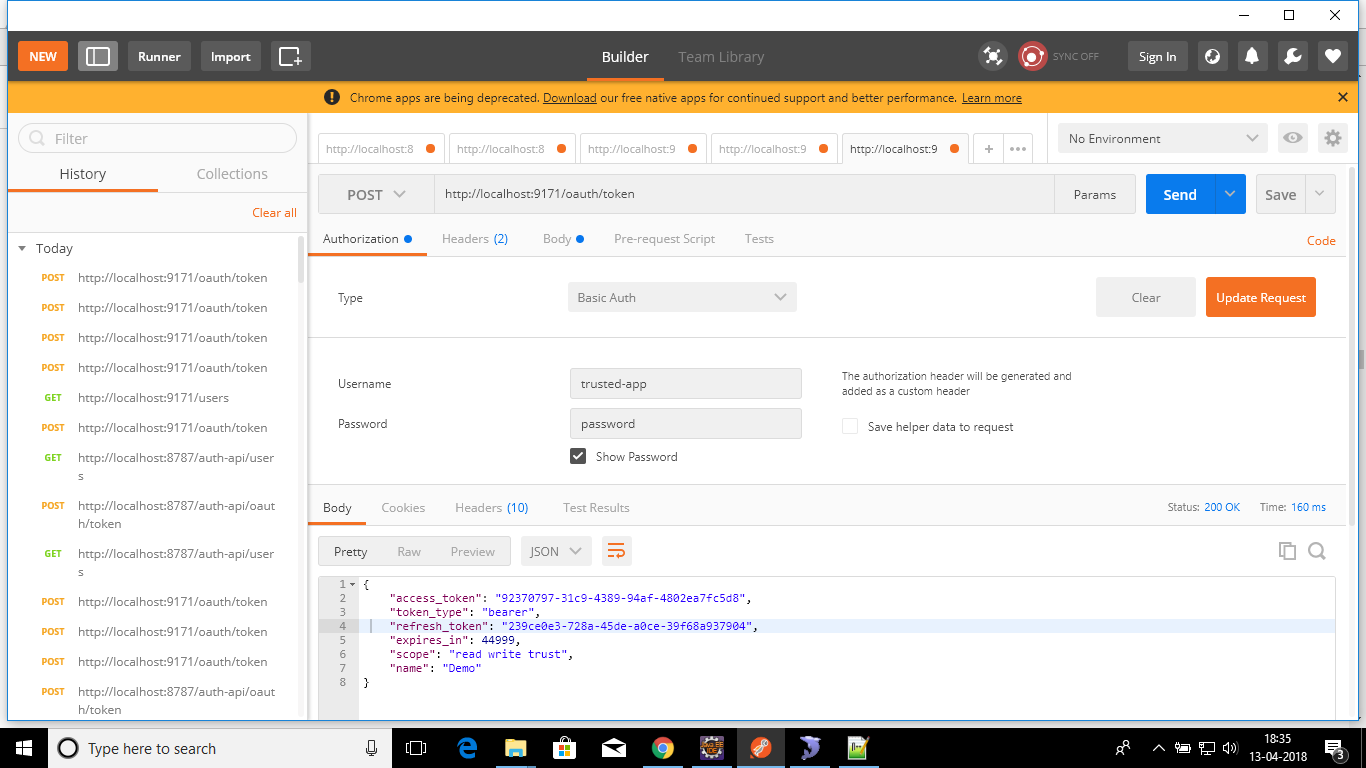 NEW
Runner
Import
Builder
Team Library
SYNC OFF
Sign In
Chrome apps are being deprecated. Download our free native apps for continued support and better performance. Learn more
Filter
History
Collections
Clear all
Today
POST http://localhost:9171/oauth/token
POST http://localhost:9171/oauth/token
POST http://localhost:9171/oauth/token
POST http://localhost:9171/oauth/token
GET http://localhost:9171/users
POST http://localhost:9171/oauth/token
GET http://localhost:8787/auth-api/user
s
POST http://localhost:8787/auth-api/oaut
h/token
GET http://localhost:8787/auth-api/user
s
POST http://localhost:9171/oauth/token
POST http://localhost:9171/oauth/token
POST http://localhost:9171/oauth/token
POST http://localhost:8787/auth-api/oaut
h/token
http://localhost:8
http://localhost:8
http://localhost:9
http://localhost:9
http://localhost:9
No Environment
POST
http://localhost:9171/oauth/token
Params
Send
Save
Authorization
Headers (2)
Body
Pre-request Script
Tests
Code
Type
Basic Auth
Clear
Update Request
Username
trusted-app
The authorization header will be generated and
added as a custom header
Password
password
Save helper data to request
Show Password
Body
Cookies
Headers (10)
Test Results
Status: 200 OK
Time: 160 ms
Pretty
Raw
Preview
JSON
1 {
2 "access_token": "92370797-31c9-4389-94af-4802ea7fc5d8",
3 "token_type": "bearer",
4 "refresh_token": "239ce0e3-728a-45de-a0ce-39f68a937904",
5 "expires_in": 44999,
6 "scope": "read write trust",
7 "name": "Demo"
8 }
Type here to search
18:35
13-04-2018
3